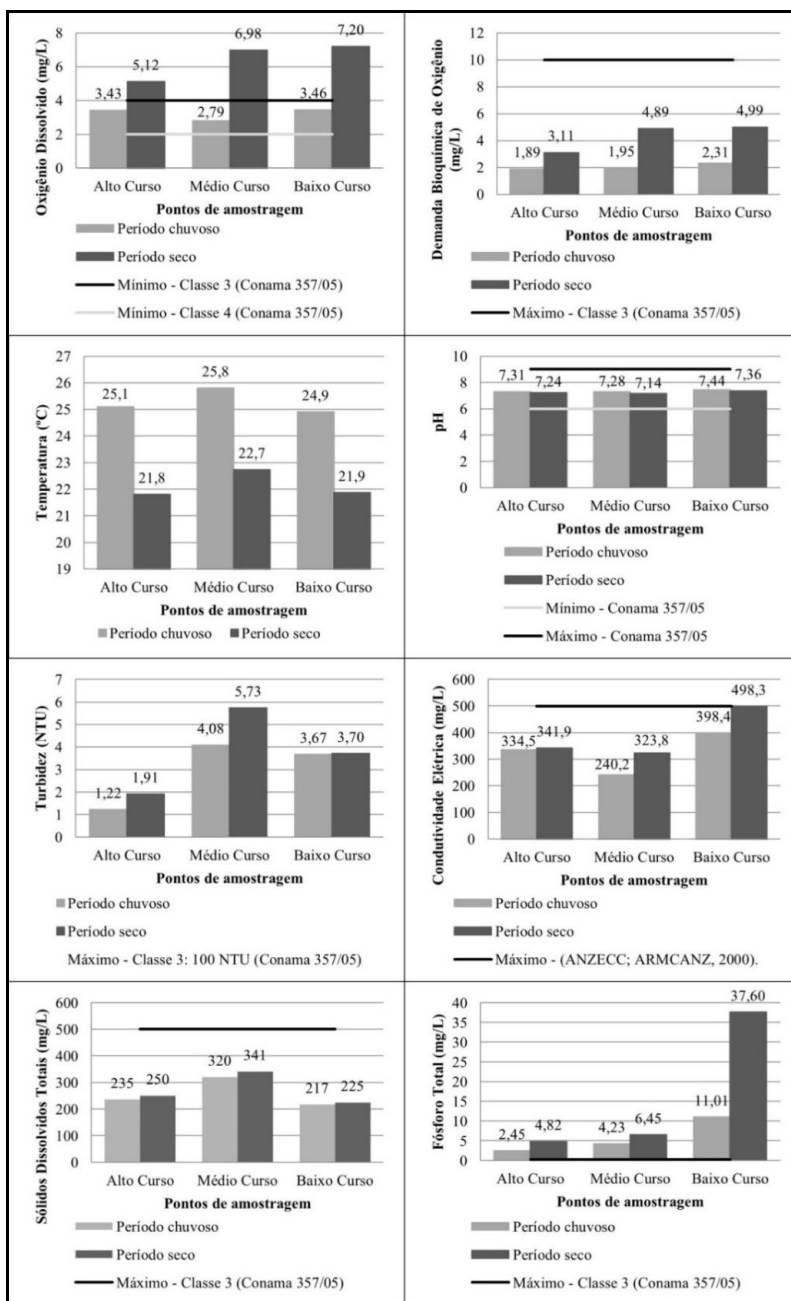 Oxigênio Dissolvido (mg/L)
8
6
4
2
0
3,43
5,12
2,79
6,98
3,46
7,20
Alto Curso Médio Curso Baixo Curso
Pontos de amostragem
Período chuvoso
Período seco
Mínimo - Classe 3 (Conama 357/05)
Mínimo - Classe 4 (Conama 357/05)
Demanda Bioquímica de Oxigênio
(mg/L)
12
10
8
6
4
2
0
1,89
3,11
1,95
4,89
2,31
4,99
Alto Curso Médio Curso Baixo Curso
Pontos de amostragem
Período chuvoso
Período seco
Máximo - Classe 3 (Conama 357/05)
Temperatura (ºC)
27
26
25
24
23
22
21
20
19
25,1
21,8
25,8
22,7
24,9
21,9
Alto Curso Médio Curso Baixo Curso
Pontos de amostragem
Período chuvoso Período seco
pH
10
8
6
4
2
0
7,31
7,24
7,28
7,14
7,44
7,36
Alto Curso Médio Curso Baixo Curso
Pontos de amostragem
Período chuvoso
Período seco
Mínimo - Conama 357/05
Máximo - Conama 357/05
Turbidez (NTU)
7
6
5
4
3
2
1
0
1,22
1,91
4,08
5,73
3,67
3,70
Alto Curso Médio Curso Baixo Curso
Pontos de amostragem
Período chuvoso
Período seco
Máximo - Classe 3: 100 NTU (Conama 357/05)
Condutividade Elétrica (mg/L)
600
500
400
300
200
100
0
334,5
341,9
240,2
323,8
398,4
498,3
Alto Curso Médio Curso Baixo Curso
Pontos de amostragem
Período chuvoso
Período seco
Máximo - (ANZECC; ARMCANZ, 2000).
Sólidos Dissolvidos Totais (mg/L)
600
500
400
300
200
100
0
235
250
320
341
217
225
Alto Curso Médio Curso Baixo Curso
Pontos de amostragem
Período chuvoso
Período seco
Máximo - Classe 3 (Conama 357/05)
Fósforo Total (mg/L)
40
35
30
25
20
15
10
5
0
2,45
4,82
4,23
6,45
11,01
37,60
Alto Curso Médio Curso Baixo Curso
Pontos de amostragem
Período chuvoso
Período seco
Máximo - Classe 3 (Conama 357/05)